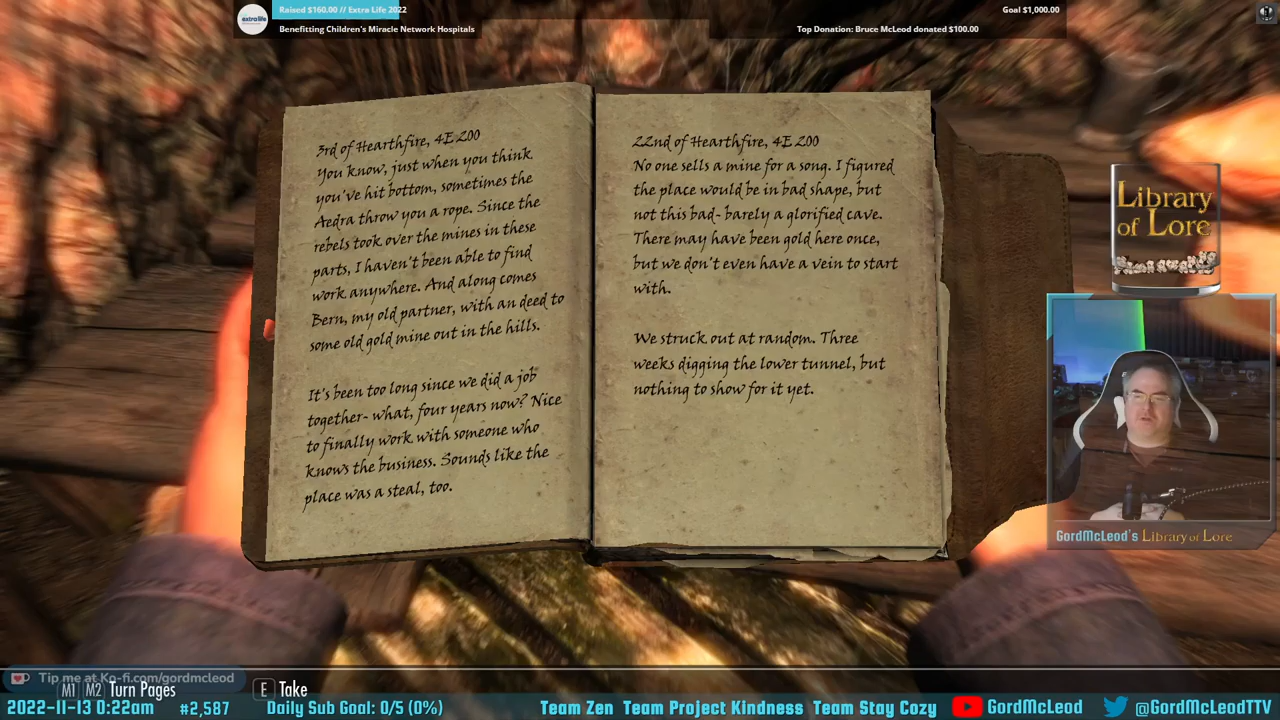 Raised $160.00 // Extra Life 2022
Goal $1,000.00
extralife
Benefitting Children's Miracle Network Hospitals
Top Donation: Bruce McLeod donated $100.00
3rd of Hearthfire, 4E 200
You know, just when you think
you've hit bottom, sometimes the
Aedra throw you a rope. Since the
rebels took over the mines in these
parts, I haven't been able to find
work anywhere. And along comes
Bern, my old partner, with an deed to
some old gold mine out in the hills.
It's been too long since we did a job
together- what, four years now? Nice
to finally work with someone who
knows the business. Sounds like the
place was a steal, too.
22nd of Hearthfire, 4E 200
No one sells a mine for a song. I figured
the place would be in bad shape, but
not this bad- barely a glorified cave.
There may have been gold here once,
but we don't even have a vein to start
with.
We struck out at random. Three
weeks digging the lower tunnel, but
nothing to show for it yet.
Library
of Lore
GordMcLeod's Library of Lore
Tip me at Ko-fi.com/gordmcleod
M1 M2 Turn Pages
E Take
2022-11-13 0:22am #2,587 Daily Sub Goal: 0/5 (0%) Team Zen Team Project Kindness Team Stay Cozy GordMcLeod @GordMcLeodTTV